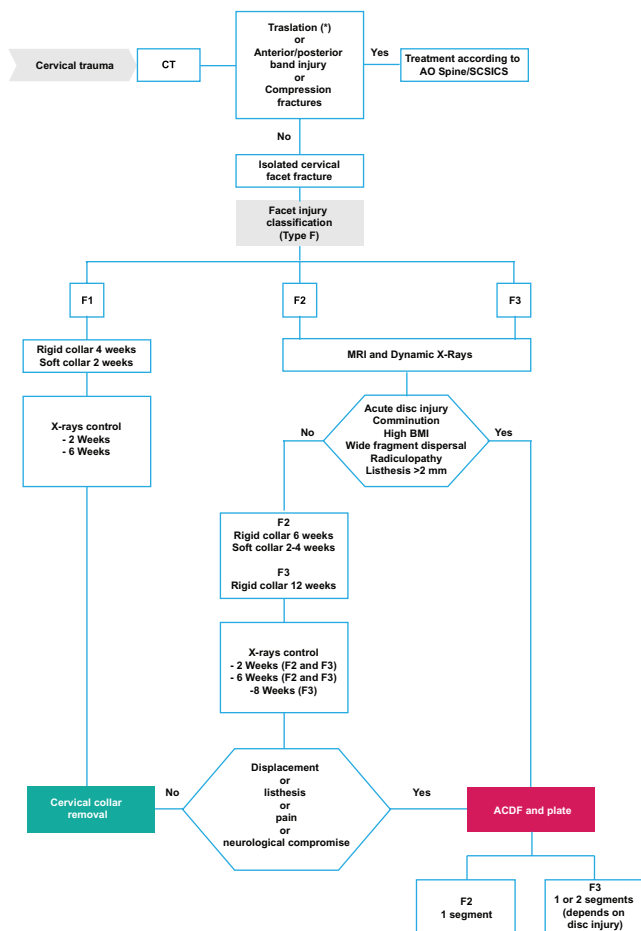 Cervical trauma
CT
Traslation (*)
or
Anterior/posterior
band injury
or
Compression
fractures
Yes
Treatment according to
AO Spine/SCSICS
No
Isolated cervical
facet fracture
Facet injury
classification
(Type F)
F1
F2
F3
Rigid collar 4 weeks
Soft collar 2 weeks
MRI and Dynamic X-Rays
X-rays control
- 2 Weeks
- 6 Weeks
No
Acute disc injury
Comminution
High BMI
Wide fragment dispersal
Radiculopathy
Listhesis >2 mm
Yes
F2
Rigid collar 6 weeks
Soft collar 2-4 weeks
F3
Rigid collar 12 weeks
X-rays control
- 2 Weeks (F2 and F3)
- 6 Weeks (F2 and F3)
-8 Weeks (F3)
Cervical collar
removal
No
Displacement
or
listhesis
or
pain
or
neurological compromise
Yes
ACDF and plate
F2
1 segment
F3
1 or 2 segments
(depends on
disc injury)